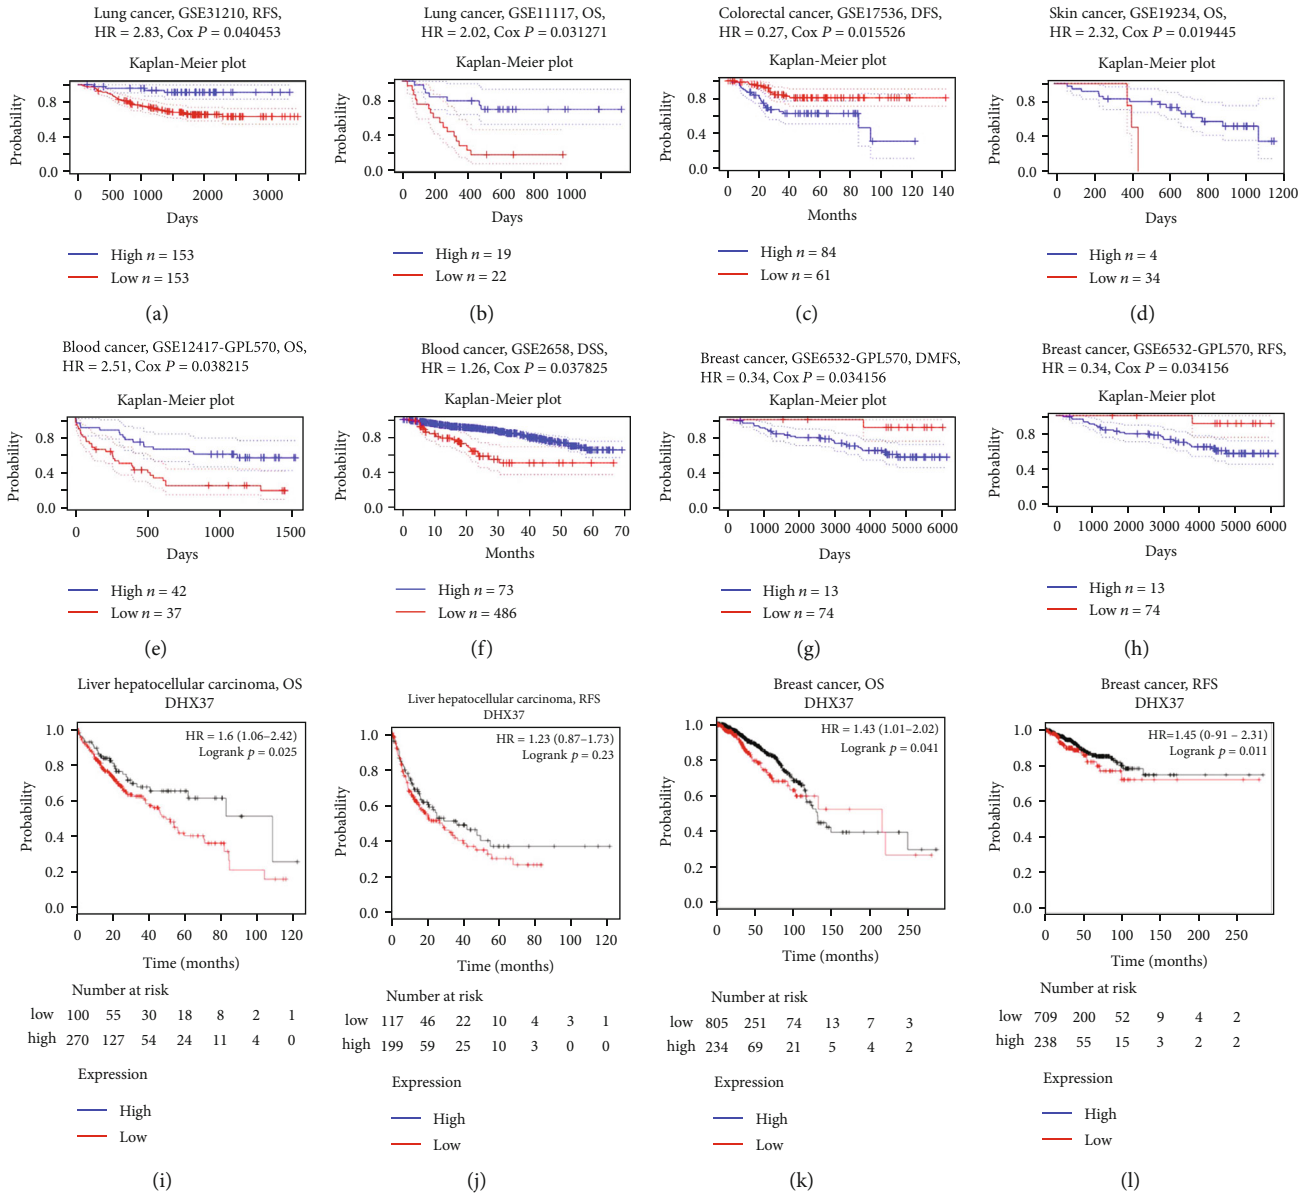 Lung cancer, GSE31210, RFS,
HR = 2.83, Cox P = 0.040453
Kaplan-Meier plot
Probability
0.8
0.4
0.0
0 1000 2000 3000
Days
High n = 153
Low n = 153
(a)
Lung cancer, GSE11117, OS,
HR = 2.02, Cox P = 0.031271
Kaplan-Meier plot
Probability
0.8
0.4
0.0
0 200 400 600 800 1000
Days
High n = 19
Low n = 22
(b)
Colorectal cancer, GSE17536, DFS,
HR = 0.27, Cox P = 0.015526
Kaplan-Meier plot
Probability
0.8
0.4
0.0
0 20 40 60 80 100 120 140
Months
High n = 84
Low n = 61
(c)
Skin cancer, GSE19234, OS,
HR = 2.32, Cox P = 0.019445
Kaplan-Meier plot
Probability
0.8
0.4
0.0
0 200 400 600 800 1000 1200
Days
High n = 4
Low n = 34
(d)
Blood cancer, GSE12417-GPL570, OS,
HR = 2.51, Cox P = 0.038215
Kaplan-Meier plot
Probability
0.8
0.4
0.0
0 500 1000 1500
Days
High n = 42
Low n = 37
(e)
Blood cancer, GSE2658, DSS,
HR = 1.26, Cox P = 0.037825
Kaplan-Meier plot
Probability
0.8
0.4
0.0
0 10 20 30 40 50 60 70
Months
High n = 73
Low n = 486
(f)
Breast cancer, GSE6532-GPL570, DMFS,
HR = 0.34, Cox P = 0.034156
Kaplan-Meier plot
Probability
0.8
0.4
0.0
0 1000 2000 3000 4000 5000 6000
Days
High n = 13
Low n = 74
(g)
Breast cancer, GSE6532-GPL570, RFS,
HR = 0.34, Cox P = 0.034156
Kaplan-Meier plot
Probability
0.8
0.4
0.0
0 1000 2000 3000 4000 5000 6000
Days
High n = 13
Low n = 74
(h)
Liver hepatocellular carcinoma, OS
DHX37
HR = 1.6 (1.06–2.42)
Logrank p = 0.025
Probability
1.0
0.8
0.6
0.4
0.2
0.0
0 20 40 60 80 100 120
Time (months)
Number at risk
low 100 55 30 18 8 2 1
high 270 127 54 24 11 4 0
Expression
High
Low
(i)
Liver hepatocellular carcinoma, RFS
DHX37
HR = 1.23 (0.87–1.73)
Logrank p = 0.23
Probability
1.0
0.8
0.6
0.4
0.2
0.0
0 20 40 60 80 100 120
Time (months)
Number at risk
low 117 46 22 10 4 3 1
high 199 59 25 10 3 0 0
Expression
High
Low
(j)
Breast cancer, OS
DHX37
HR = 1.43 (1.01–2.02)
Logrank p = 0.041
Probability
1.0
0.8
0.6
0.4
0.2
0.0
0 50 100 150 200 250
Time (months)
Number at risk
low 805 251 74 13 7 3
high 234 69 21 5 4 2
Expression
High
Low
(k)
Breast cancer, RFS
DHX37
HR=1.45 (0-91 – 2.31)
Logrank p = 0.011
Probability
1.0
0.8
0.6
0.4
0.2
0.0
0 50 100 150 200 250
Time (months)
Number at risk
low 709 200 52 9 4 2
high 238 55 15 3 2 2
Expression
High
Low
(l)